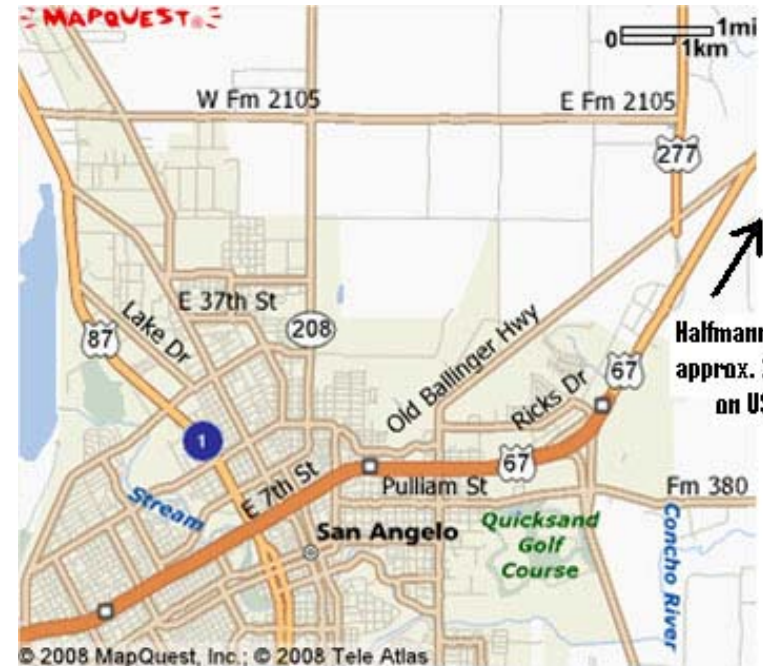 MAPQUEST
0 1mi
1km
W Fm 2105
E Fm 2105
277
E 37th St
Lake Dr
208
87
Old Ballinger Hwy
67
Ricks Dr
approx.
on
1
E 7th St
67
Pulliam St
Fm 380
Stream
San Angelo
Quicksand
Golf
Course
Concho River
© 2008 MapQuest, Inc.; © 2008 Tele Atlas